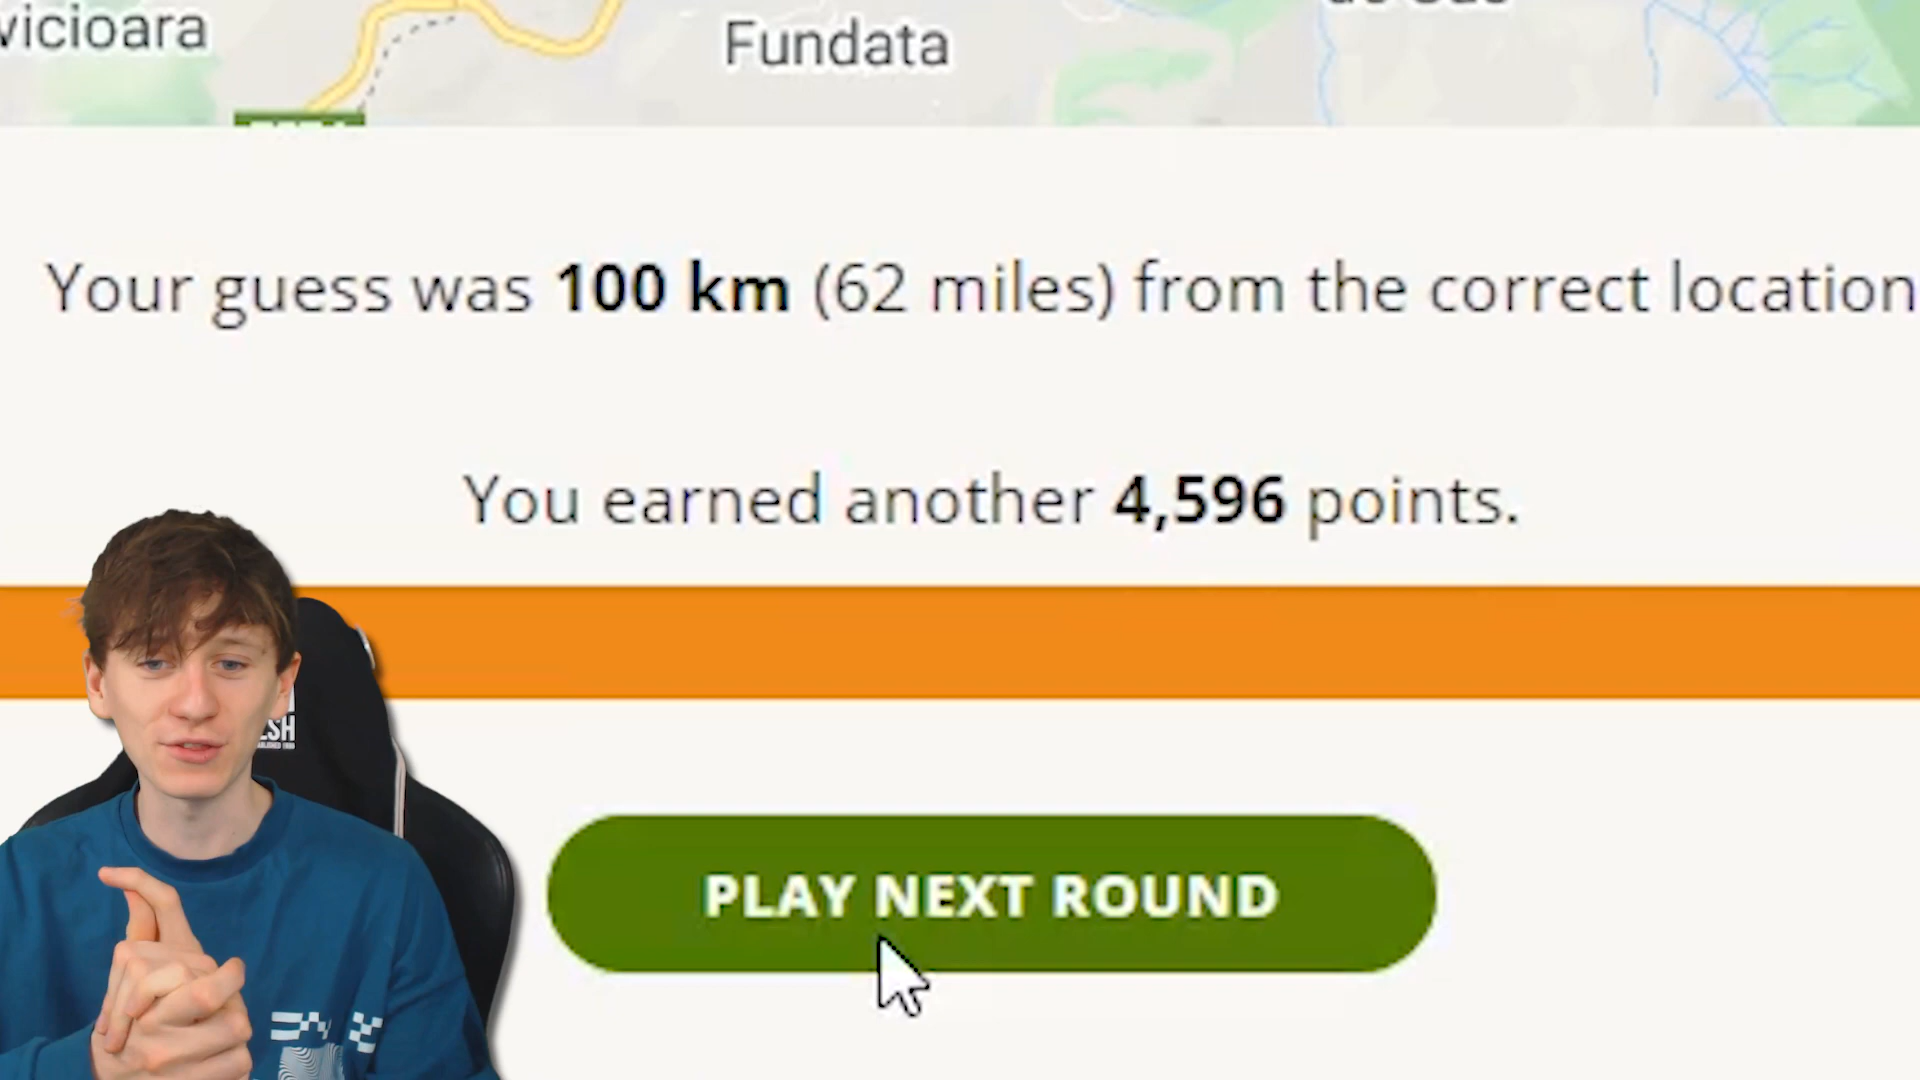 vicioara
Fundata
Your guess was 100 km (62 miles) from the correct location
You earned another 4,596 points.
ESH
PLAY NEXT ROUND